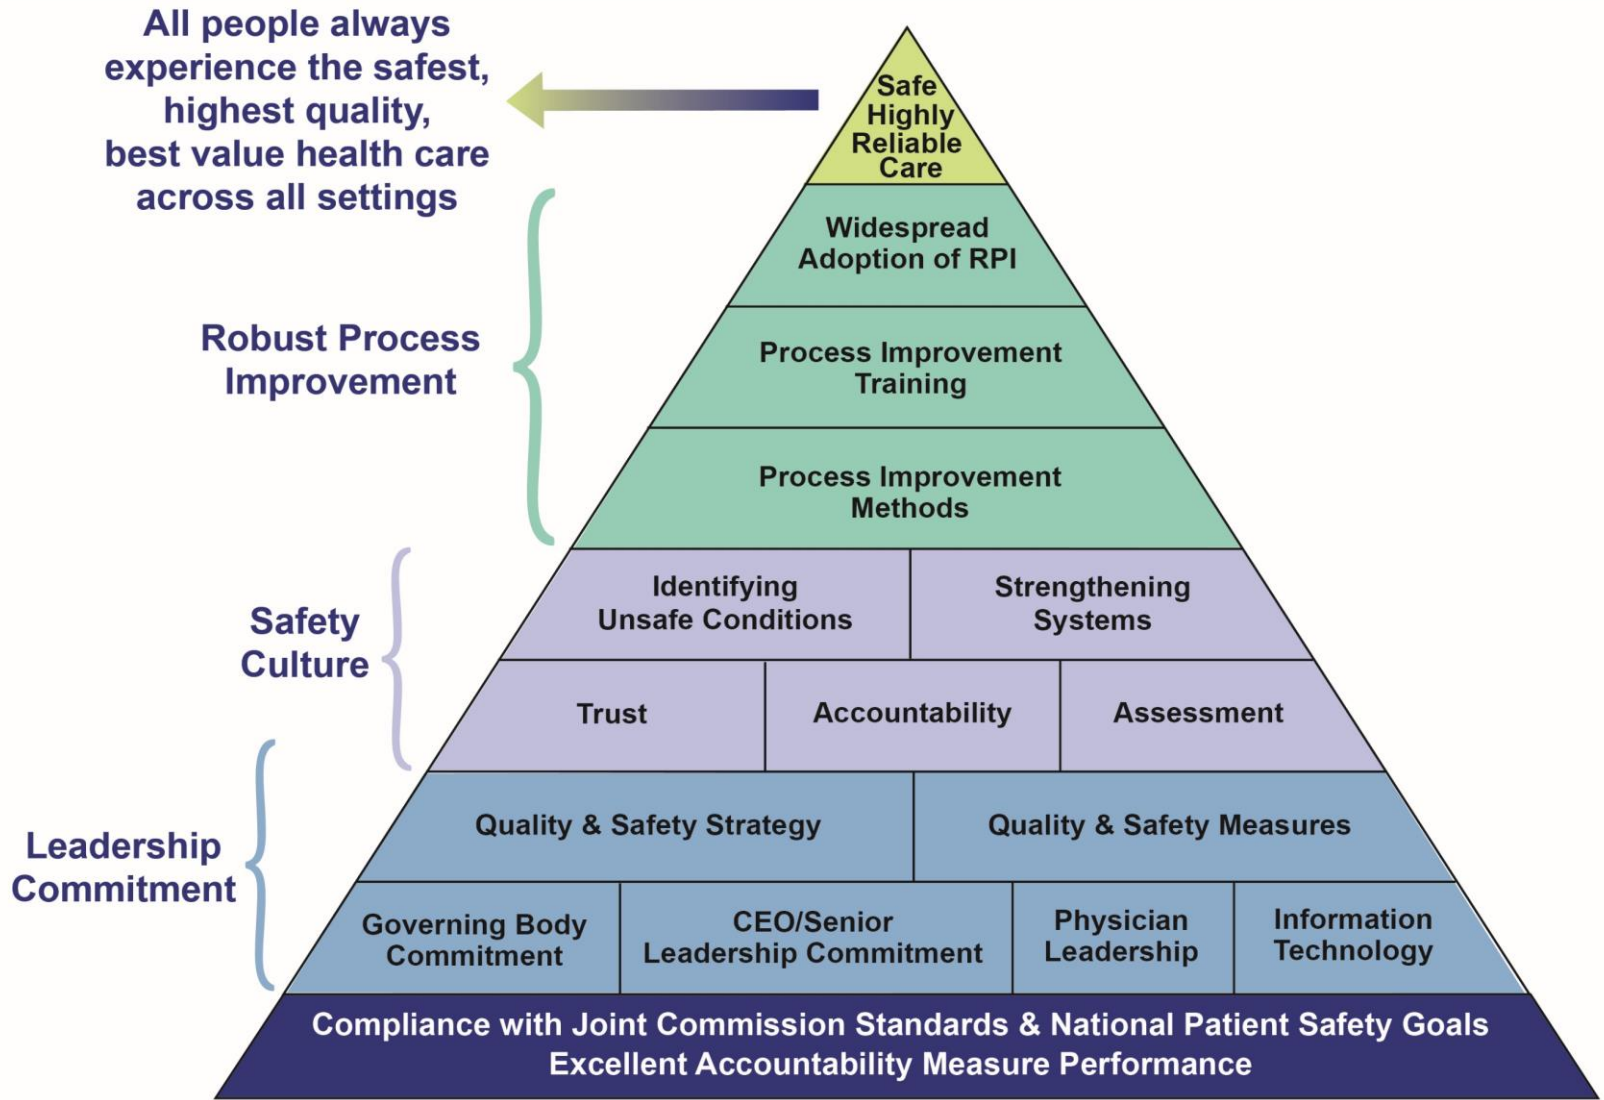 All people always
experience the safest,
highest quality,
best value health care
across all settings
Safe
Highly
Reliable
Care
Robust Process
Improvement
Widespread
Adoption of RPI
Process Improvement
Training
Process Improvement
Methods
Safety
Culture
Identifying
Unsafe Conditions
Strengthening
Systems
Trust
Accountability
Assessment
Leadership
Commitment
Quality & Safety Strategy
Quality & Safety Measures
Governing Body
Commitment
CEO/Senior
Leadership Commitment
Physician
Leadership
Information
Technology
Compliance with Joint Commission Standards & National Patient Safety Goals
Excellent Accountability Measure Performance